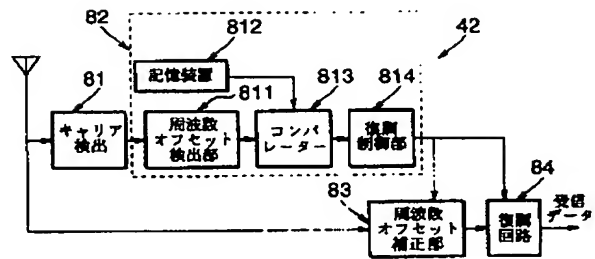 82
812
42
記憶装置
81
811
813
814
キャリア
検出
周波数
オフセット
検出部
コンパ
レーター
復調
制御部
83
84
周波数
オフセット
補正部
復調
回路
受信
データ